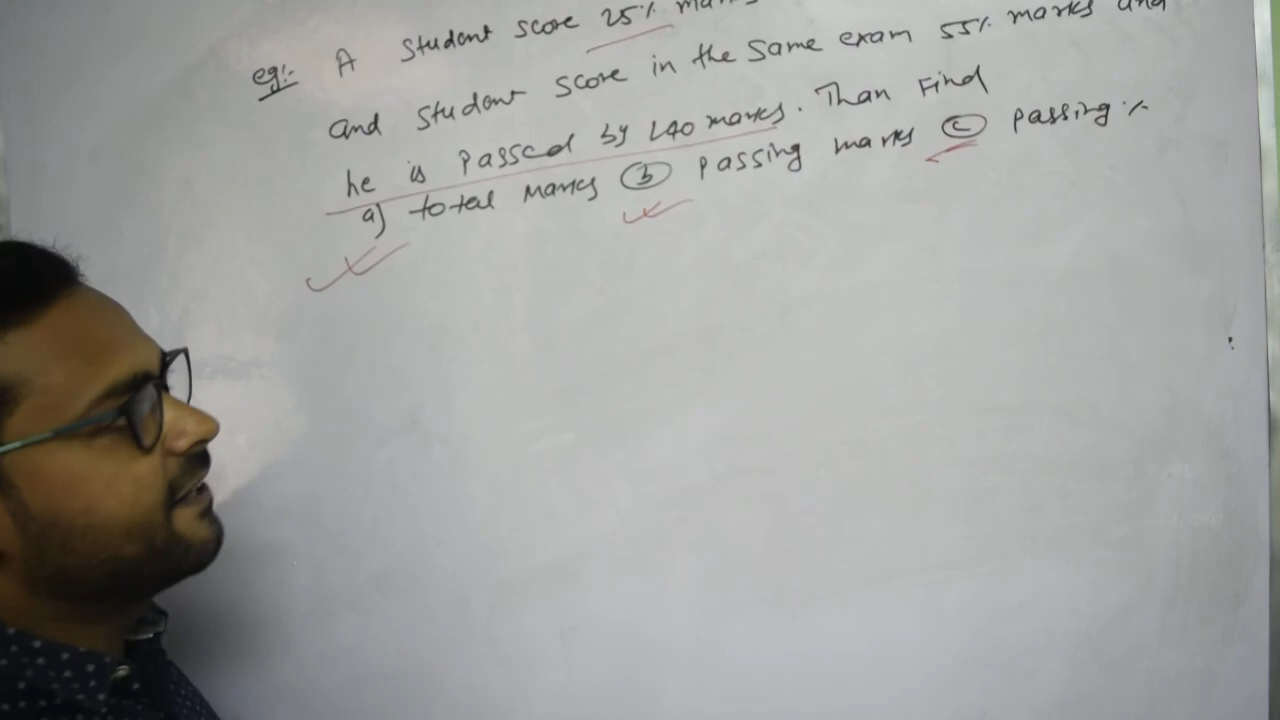 eg:- A student score 25%
and student score in the same exam 55% marks and
he is passed by 140 marks. Than Find
a) total marks (b) passing marks (c) passing %